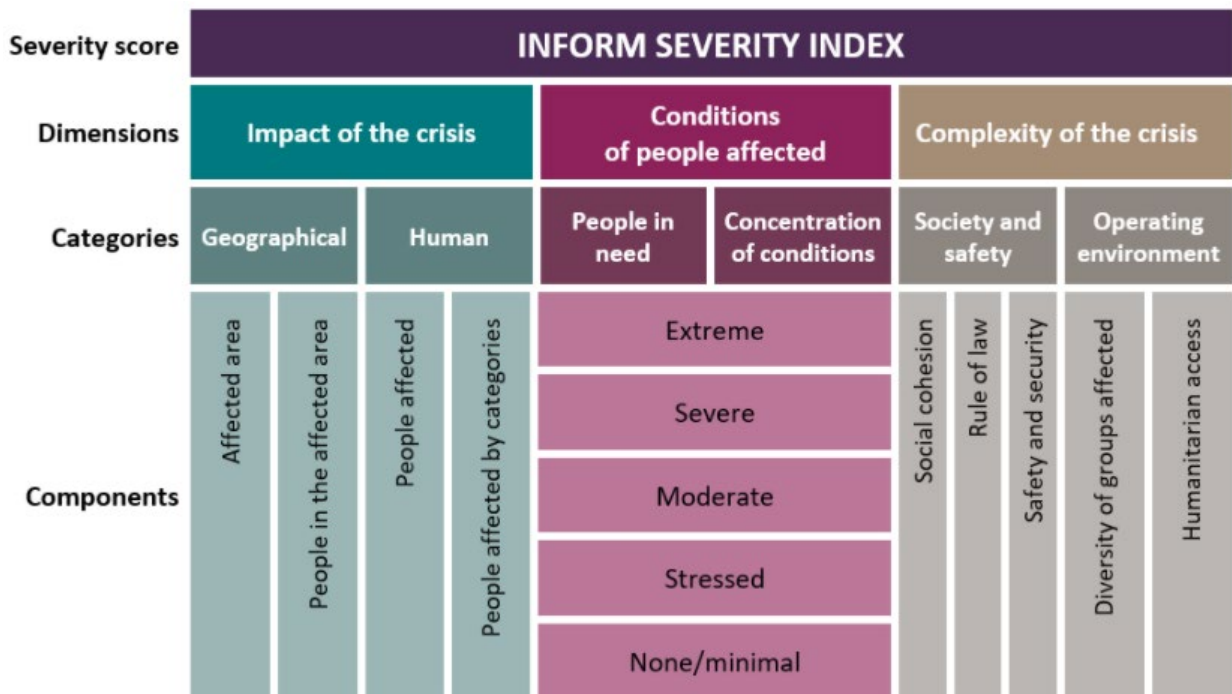 Severity score
INFORM SEVERITY INDEX
Dimensions
Impact of the crisis
Conditions
of people affected
Complexity of the crisis
Categories
Geographical
Human
People in
need
Concentration
of conditions
Society and
safety
Operating
environment
Components
Affected area
People in the affected area
People affected
People affected by categories
Extreme
Severe
Moderate
Stressed
None/minimal
Social cohesion
Rule of law
Safety and security
Diversity of groups affected
Humanitarian access